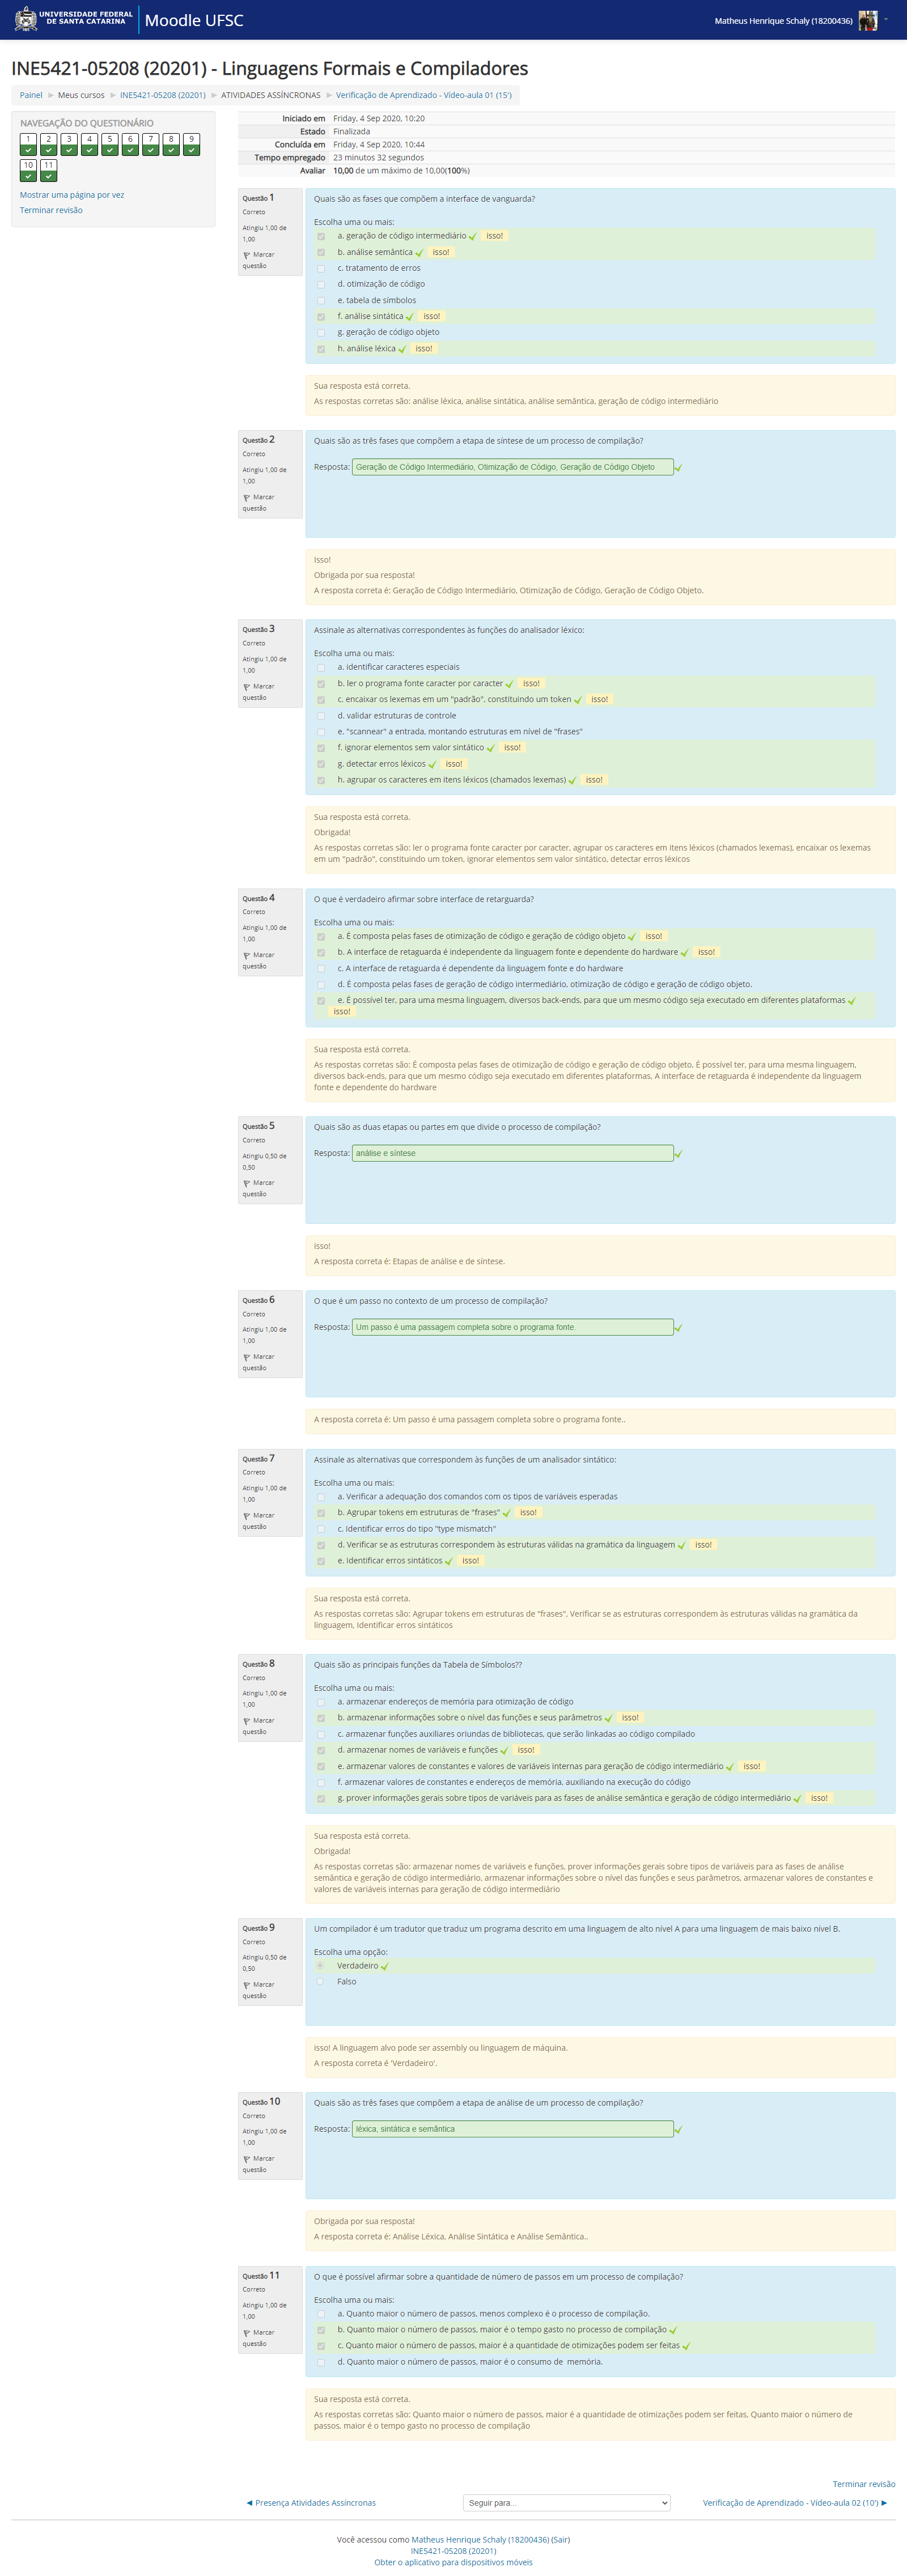 UNIVERSIDADE FEDERAL
DE SANTA CATARINA
Moodle UFSC
Matheus Henrique Schaly (18200436)
INE5421-05208 (20201) - Linguagens Formais e Compiladores
Painel ► Meus cursos ► INE5421-05208 (20201) ► ATIVIDADES ASSÍNCRONAS ► Verificação de Aprendizado - Vídeo-aula 01 (15')
NAVEGAÇÃO DO QUESTIONÁRIO
1 2 3 4 5 6 7 8 9
10 11
Mostrar uma página por vez
Terminar revisão
Iniciado em Friday, 4 Sep 2020, 10:20
Estado Finalizada
Concluída em Friday, 4 Sep 2020, 10:44
Tempo empregado 23 minutos 32 segundos
Avaliar 10,00 de um máximo de 10,00(100%)
Questão 1
Correto
Atingiu 1,00 de
1,00
Marcar
questão
Quais são as fases que compõem a interface de vanguarda?
Escolha uma ou mais:
a. geração de código intermediário isso!
b. análise semântica isso!
c. tratamento de erros
d. otimização de código
e. tabela de símbolos
f. análise sintática isso!
g. geração de código objeto
h. análise léxica isso!
Sua resposta está correta.
As respostas corretas são: análise léxica, análise sintática, análise semântica, geração de código intermediário
Questão 2
Correto
Atingiu 1,00 de
1,00
Marcar
questão
Quais são as três fases que compõem a etapa de síntese de um processo de compilação?
Resposta: Geração de Código Intermediário, Otimização de Código, Geração de Código Objeto
Isso!
Obrigada por sua resposta!
A resposta correta é: Geração de Código Intermediário, Otimização de Código, Geração de Código Objeto.
Questão 3
Correto
Atingiu 1,00 de
1,00
Marcar
questão
Assinale as alternativas correspondentes às funções do analisador léxico:
Escolha uma ou mais:
a. identificar caracteres especiais
b. ler o programa fonte caracter por caracter isso!
c. encaixar os lexemas em um "padrão", constituindo um token isso!
d. validar estruturas de controle
e. "scannear" a entrada, montando estruturas em nível de "frases"
f. ignorar elementos sem valor sintático isso!
g. detectar erros léxicos isso!
h. agrupar os caracteres em itens léxicos (chamados lexemas) isso!
Sua resposta está correta.
Obrigada!
As respostas corretas são: ler o programa fonte caracter por caracter, agrupar os caracteres em itens léxicos (chamados lexemas), encaixar os lexemas
em um "padrão", constituindo um token, ignorar elementos sem valor sintático, detectar erros léxicos
Questão 4
Correto
Atingiu 1,00 de
1,00
Marcar
questão
O que é verdadeiro afirmar sobre interface de retarguarda?
Escolha uma ou mais:
a. É composta pelas fases de otimização de código e geração de código objeto isso!
b. A interface de retaguarda é independente da linguagem fonte e dependente do hardware isso!
c. A interface de retaguarda é dependente da linguagem fonte e do hardware
d. É composta pelas fases de geração de código intermediário, otimização de código e geração de código objeto.
e. É possível ter, para uma mesma linguagem, diversos back-ends, para que um mesmo código seja executado em diferentes plataformas
isso!
Sua resposta está correta.
As respostas corretas são: É composta pelas fases de otimização de código e geração de código objeto, É possível ter, para uma mesma linguagem,
diversos back-ends, para que um mesmo código seja executado em diferentes plataformas, A interface de retaguarda é independente da linguagem
fonte e dependente do hardware
Questão 5
Correto
Atingiu 0,50 de
0,50
Marcar
questão
Quais são as duas etapas ou partes em que divide o processo de compilação?
Resposta: análise e síntese
isso!
A resposta correta é: Etapas de análise e de síntese.
Questão 6
Correto
Atingiu 1,00 de
1,00
Marcar
questão
O que é um passo no contexto de um processo de compilação?
Resposta: Um passo é uma passagem completa sobre o programa fonte.
A resposta correta é: Um passo é uma passagem completa sobre o programa fonte..
Questão 7
Correto
Atingiu 1,00 de
1,00
Marcar
questão
Assinale as alternativas que correspondem às funções de um analisador sintático:
Escolha uma ou mais:
a. Verificar a adequação dos comandos com os tipos de variáveis esperadas
b. Agrupar tokens em estruturas de "frases" isso!
c. Identificar erros do tipo "type mismatch"
d. Verificar se as estruturas correspondem às estruturas válidas na gramática da linguagem isso!
e. Identificar erros sintáticos isso!
Sua resposta está correta.
As respostas corretas são: Agrupar tokens em estruturas de "frases", Verificar se as estruturas correspondem às estruturas válidas na gramática da
linguagem, Identificar erros sintáticos
Questão 8
Correto
Atingiu 1,00 de
1,00
Marcar
questão
Quais são as principais funções da Tabela de Símbolos??
Escolha uma ou mais:
a. armazenar endereços de memória para otimização de código
b. armazenar informações sobre o nível das funções e seus parâmetros isso!
c. armazenar funções auxiliares oriundas de bibliotecas, que serão linkadas ao código compilado
d. armazenar nomes de variáveis e funções isso!
e. armazenar valores de constantes e valores de variáveis internas para geração de código intermediário isso!
f. armazenar valores de constantes e endereços de memória, auxiliando na execução do código
g. prover informações gerais sobre tipos de variáveis para as fases de análise semântica e geração de código intermediário isso!
Sua resposta está correta.
Obrigada!
As respostas corretas são: armazenar nomes de variáveis e funções, prover informações gerais sobre tipos de variáveis para as fases de análise
semântica e geração de código intermediário, armazenar informações sobre o nível das funções e seus parâmetros, armazenar valores de constantes e
valores de variáveis internas para geração de código intermediário
Questão 9
Correto
Atingiu 0,50 de
0,50
Marcar
questão
Um compilador é um tradutor que traduz um programa descrito em uma linguagem de alto nível A para uma linguagem de mais baixo nível B.
Escolha uma opção:
Verdadeiro
Falso
isso! A linguagem alvo pode ser assembly ou linguagem de máquina.
A resposta correta é 'Verdadeiro'.
Questão 10
Correto
Atingiu 1,00 de
1,00
Marcar
questão
Quais são as três fases que compõem a etapa de análise de um processo de compilação?
Resposta: léxica, sintática e semântica
Obrigada por sua resposta!
A resposta correta é: Análise Léxica, Análise Sintática e Análise Semântica..
Questão 11
Correto
Atingiu 1,00 de
1,00
Marcar
questão
O que é possível afirmar sobre a quantidade de número de passos em um processo de compilação?
Escolha uma ou mais:
a. Quanto maior o número de passos, menos complexo é o processo de compilação.
b. Quanto maior o número de passos, maior é o tempo gasto no processo de compilação
c. Quanto maior o número de passos, maior é a quantidade de otimizações podem ser feitas
d. Quanto maior o número de passos, maior é o consumo de memória.
Sua resposta está correta.
As respostas corretas são: Quanto maior o número de passos, maior é a quantidade de otimizações podem ser feitas, Quanto maior o número de
passos, maior é o tempo gasto no processo de compilação
Terminar revisão
◄ Presença Atividades Assíncronas
Seguir para...
Verificação de Aprendizado - Vídeo-aula 02 (10') ►
Você acessou como Matheus Henrique Schaly (18200436) (Sair)
INE5421-05208 (20201)
Obter o aplicativo para dispositivos móveis